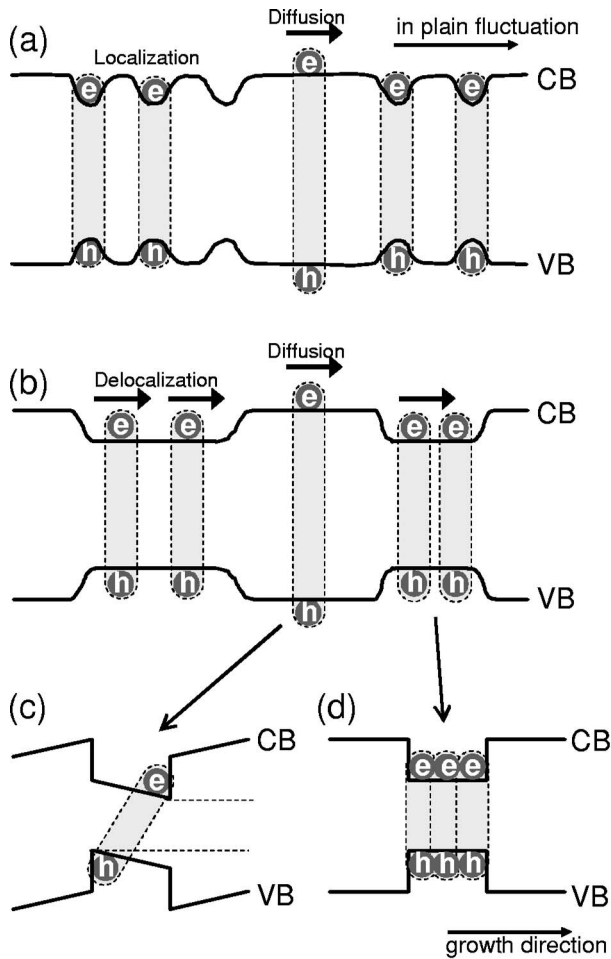 (a)
Localization
Diffusion
in plain fluctuation
e e e e e
CB
h h h h h
VB
(b)
Delocalization
Diffusion
e e e e e
CB
h h h h h
VB
(c)
CB
e
h
VB
(d)
CB
e e e
h h h
VB
growth direction